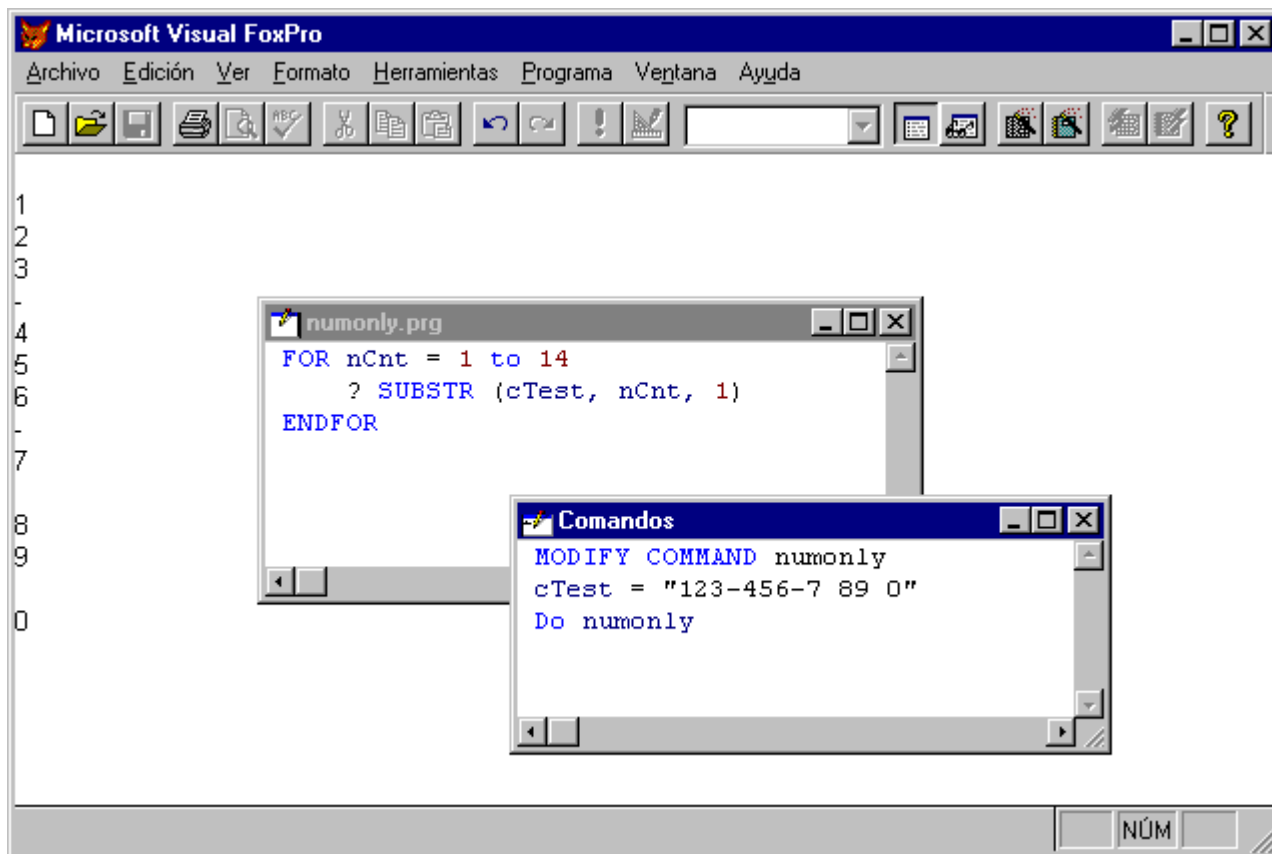 Microsoft Visual FoxPro
Archivo Edición Ver Formato Herramientas Programa Ventana Ayuda
ABC
1
2
3
-
4
5
6
-
7
8
9
0
numonly.prg
FOR nCnt = 1 to 14
? SUBSTR (cTest, nCnt, 1)
ENDFOR
Comandos
MODIFY COMMAND numonly
cTest = "123-456-7 89 0"
Do numonly
NÚM